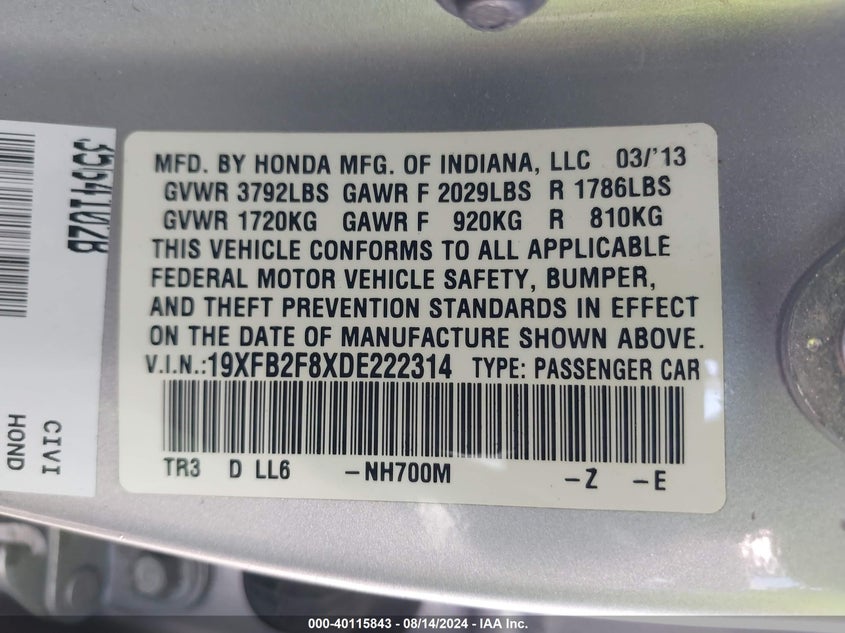 MFD. BY HONDA MFG. OF INDIANA, LLC 03/'13
GVWR 3792LBS GAWR F 2029LBS R 1786LBS
GVWR 1720KG GAWR F 920KG R 810KG
THIS VEHICLE CONFORMS TO ALL APPLICABLE
FEDERAL MOTOR VEHICLE SAFETY, BUMPER,
AND THEFT PREVENTION STANDARDS IN EFFECT
ON THE DATE OF MANUFACTURE SHOWN ABOVE.
V.I.N.:19XFB2F8XDE222314 TYPE: PASSENGER CAR
TR3 D LL6 -NH700M -Z -E
CIVI
HOND
000-40115843 - 08/14/2024 - IAA Inc.